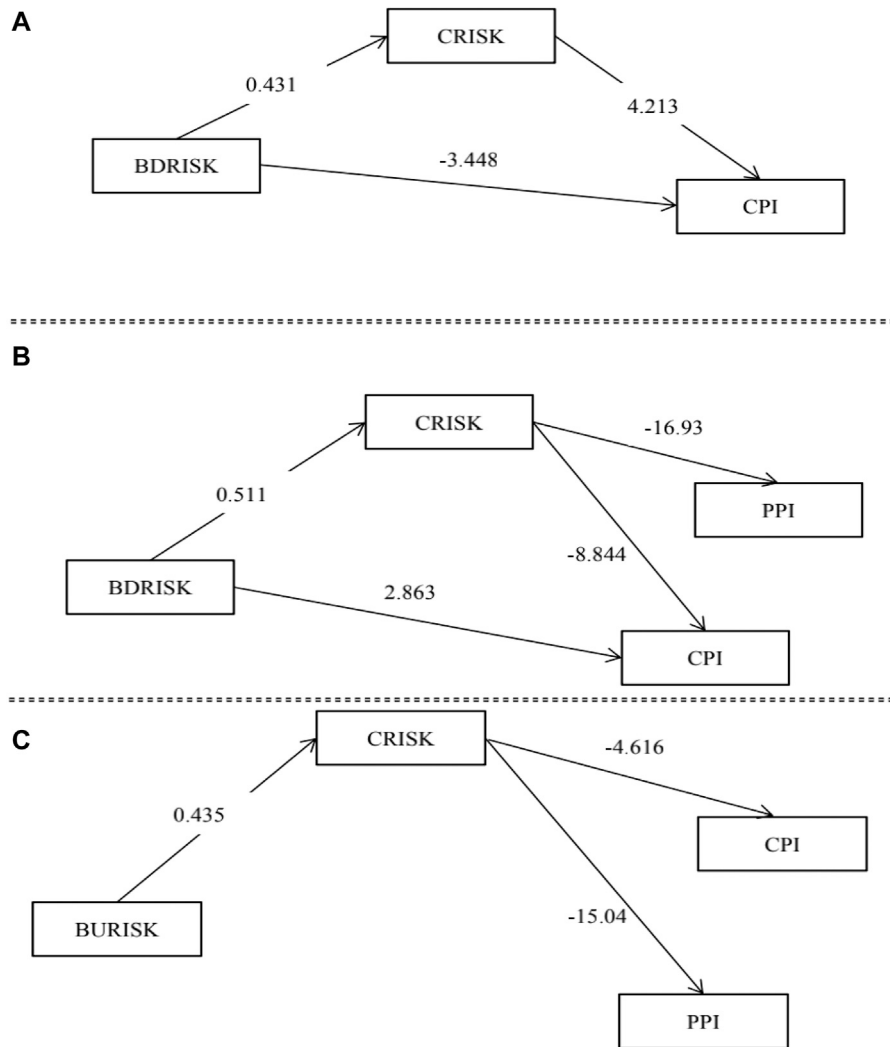 A
CRISK
0.431
4.213
BDRISK
-3.448
CPI
B
CRISK
-16.93
0.511
PPI
-8.844
BDRISK
2.863
CPI
C
CRISK
-4.616
0.435
CPI
BURISK
-15.04
PPI